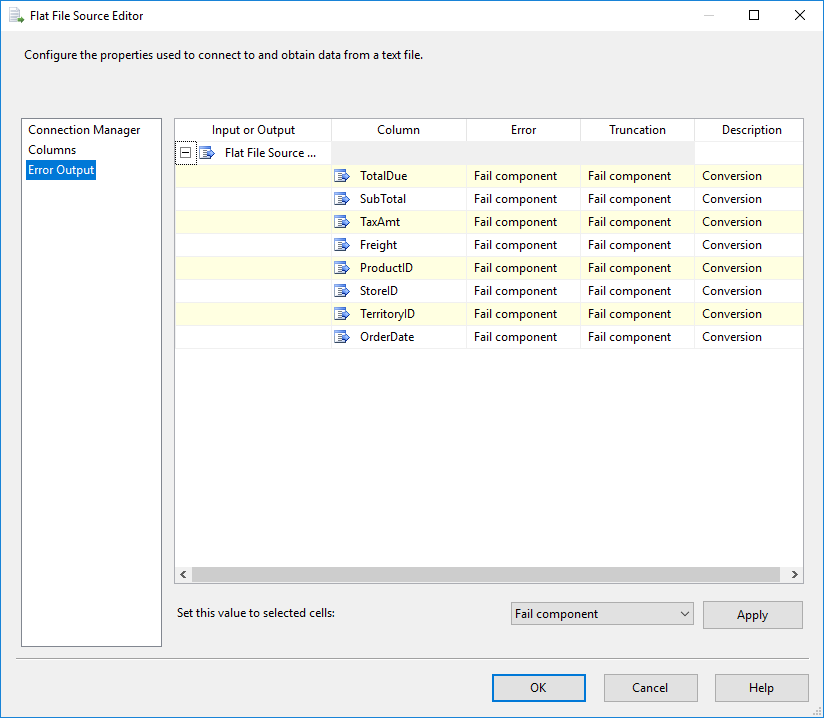 Flat File Source Editor
Configure the properties used to connect to and obtain data from a text file.
Connection Manager
Columns
Error Output
Input or Output Column Error Truncation Description
Flat File Source ...
TotalDue Fail component Fail component Conversion
SubTotal Fail component Fail component Conversion
TaxAmt Fail component Fail component Conversion
Freight Fail component Fail component Conversion
ProductID Fail component Fail component Conversion
StoreID Fail component Fail component Conversion
TerritoryID Fail component Fail component Conversion
OrderDate Fail component Fail component Conversion
Set this value to selected cells: Fail component Apply
OK Cancel Help